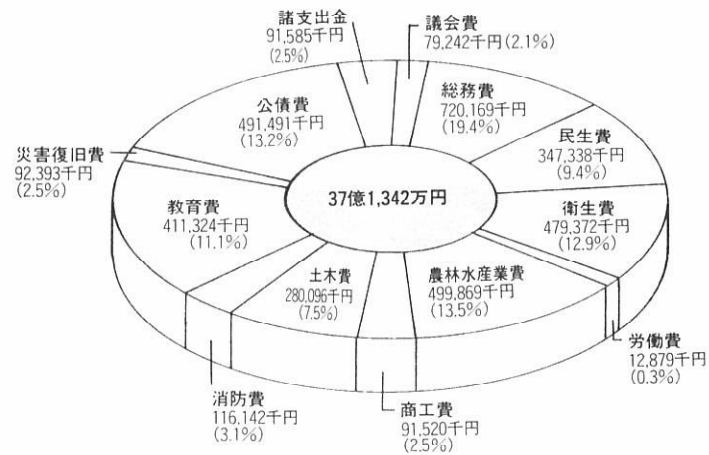 諸支出金
91,585千円
(2.5%)
議会費
79,242千円(2.1%)
総務費
720,169千円
(19.4%)
民生費
347,338千円
(9.4%)
衛生費
479,372千円
(12.9%)
労働費
12,879千円
(0.3%)
農林水産業費
499,869千円
(13.5%)
商工費
91,520千円
(2.5%)
土木費
280,096千円
(7.5%)
消防費
116,142千円
(3.1%)
教育費
411,324千円
(11.1%)
災害復旧費
92,393千円
(2.5%)
公債費
491,491千円
(13.2%)
37億1,342万円